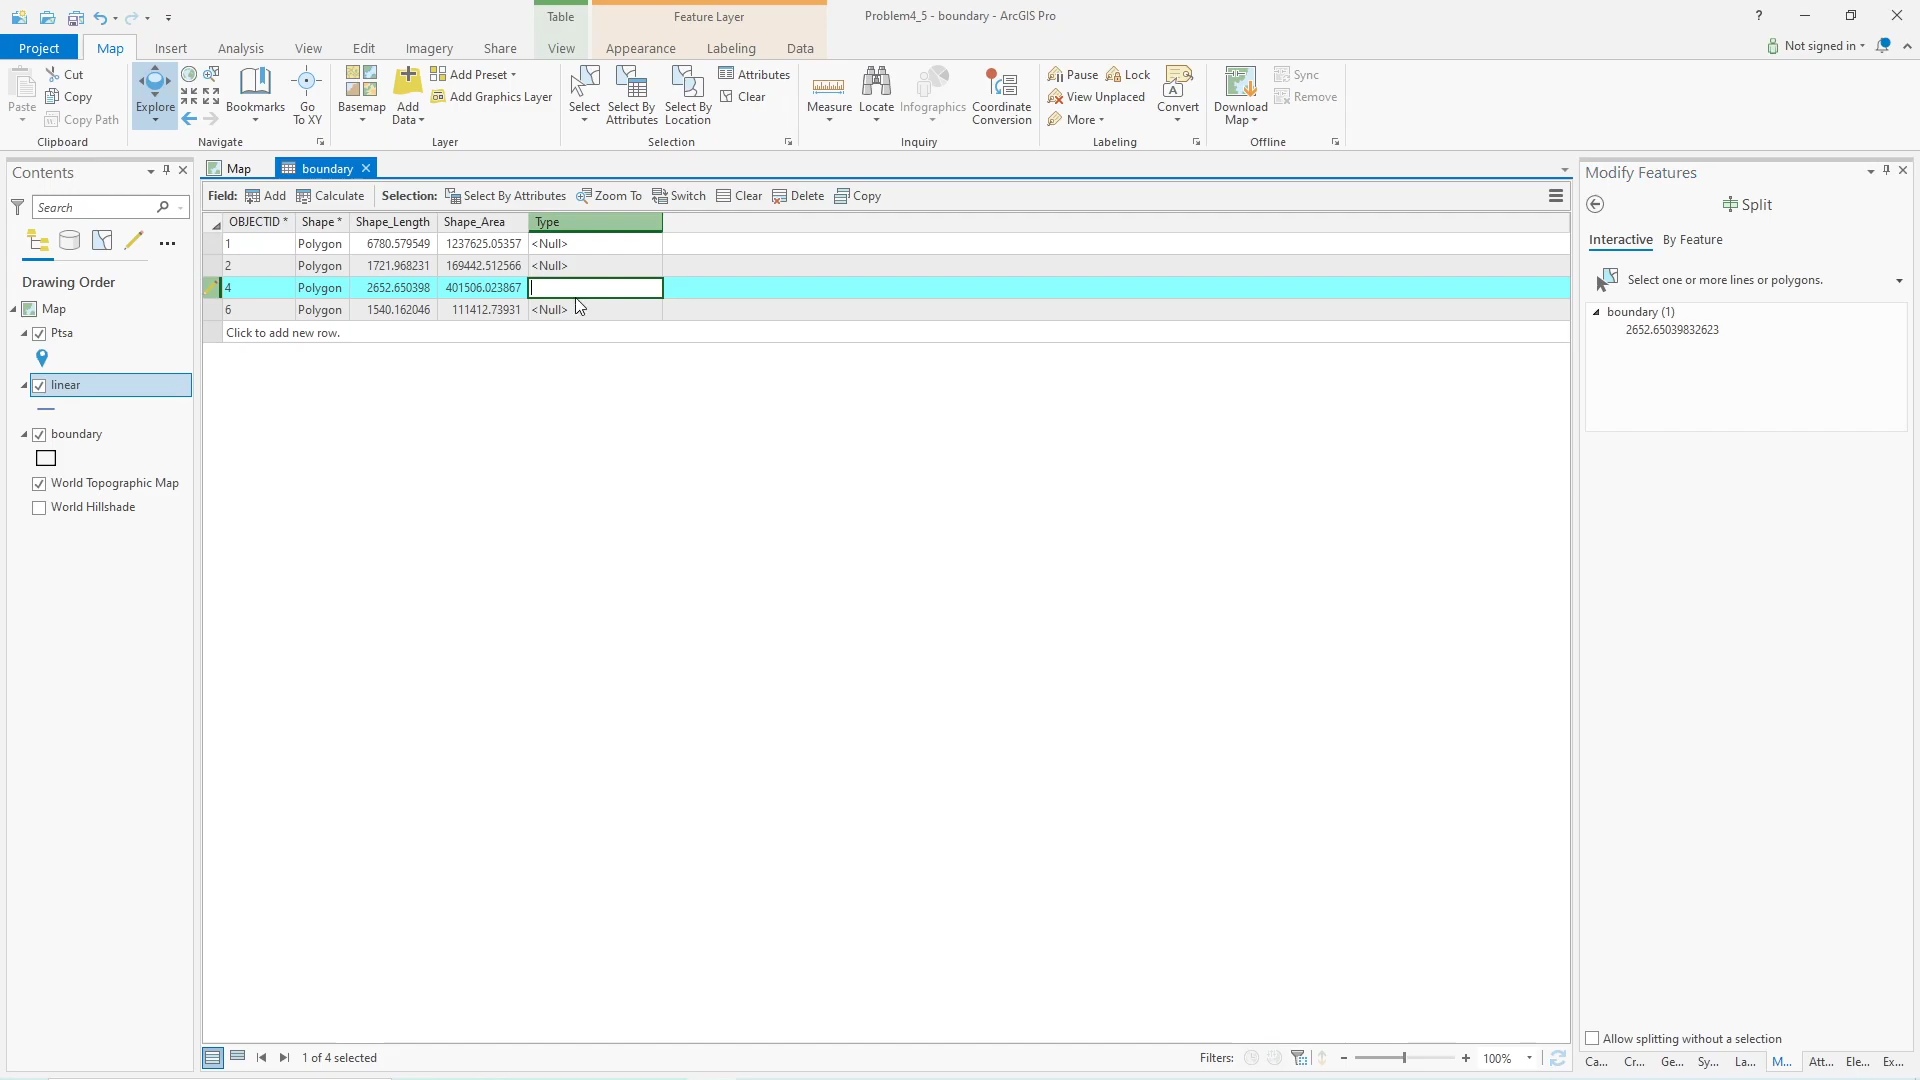 Table
Feature Layer
Problem4_5 - boundary - ArcGIS Pro
?
Project
Map
Insert
Analysis
View
Edit
Imagery
Share
View
Appearance
Labeling
Data
Not signed in
Paste
Cut
Copy
Copy Path
Clipboard
Explore
Bookmarks
Go To XY
Navigate
Basemap
Add Data
Add Preset
Add Graphics Layer
Layer
Select
Select By Attributes
Select By Location
Attributes
Clear
Selection
Measure
Locate
Infographics
Coordinate Conversion
Inquiry
Pause
Lock
View Unplaced
More
Convert
Labeling
Download Map
Sync
Remove
Offline
Contents
Search
Drawing Order
Map
Ptsa
linear
boundary
World Topographic Map
World Hillshade
Map
boundary
Field: Add Calculate Selection: Select By Attributes Zoom To Switch Clear Delete Copy
OBJECTID * Shape * Shape_Length Shape_Area Type
1 Polygon 6780.579549 1237625.05357 <Null>
2 Polygon 1721.968231 169442.512566 <Null>
4 Polygon 2652.650398 401506.023867
6 Polygon 1540.162046 111412.73931 <Null>
Click to add new row.
1 of 4 selected
Filters:
100%
Modify Features
Split
Interactive By Feature
Select one or more lines or polygons.
boundary (1)
2652.65039832623
Allow splitting without a selection
Ca... Cr... Ge... Sy... La... M... Att... Ele... Ex...